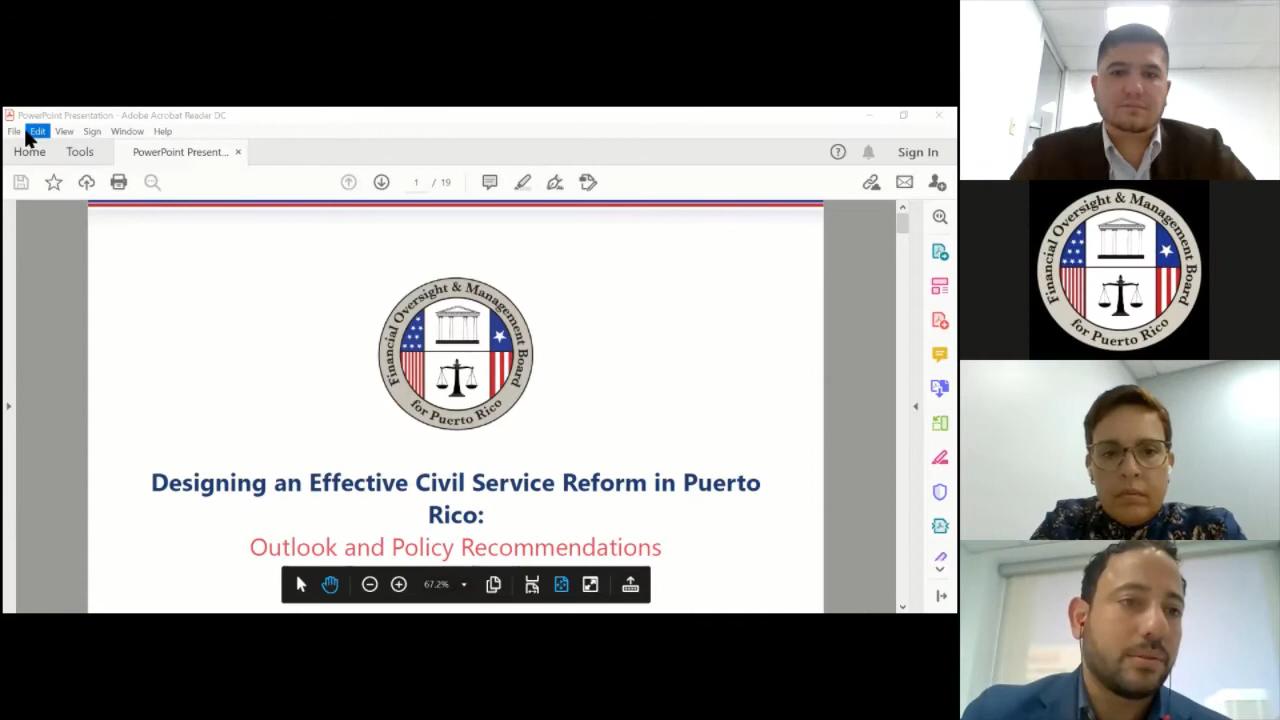 PowerPoint Presentation - Adobe Acrobat Reader DC
File Edit View Sign Window Help
Home Tools PowerPoint Present... × Sign In
1 / 19
Financial Oversight & Management Board
for Puerto Rico
Designing an Effective Civil Service Reform in Puerto
Rico:
Outlook and Policy Recommendations
67.2%
Financial Oversight & Management Board
for Puerto Rico